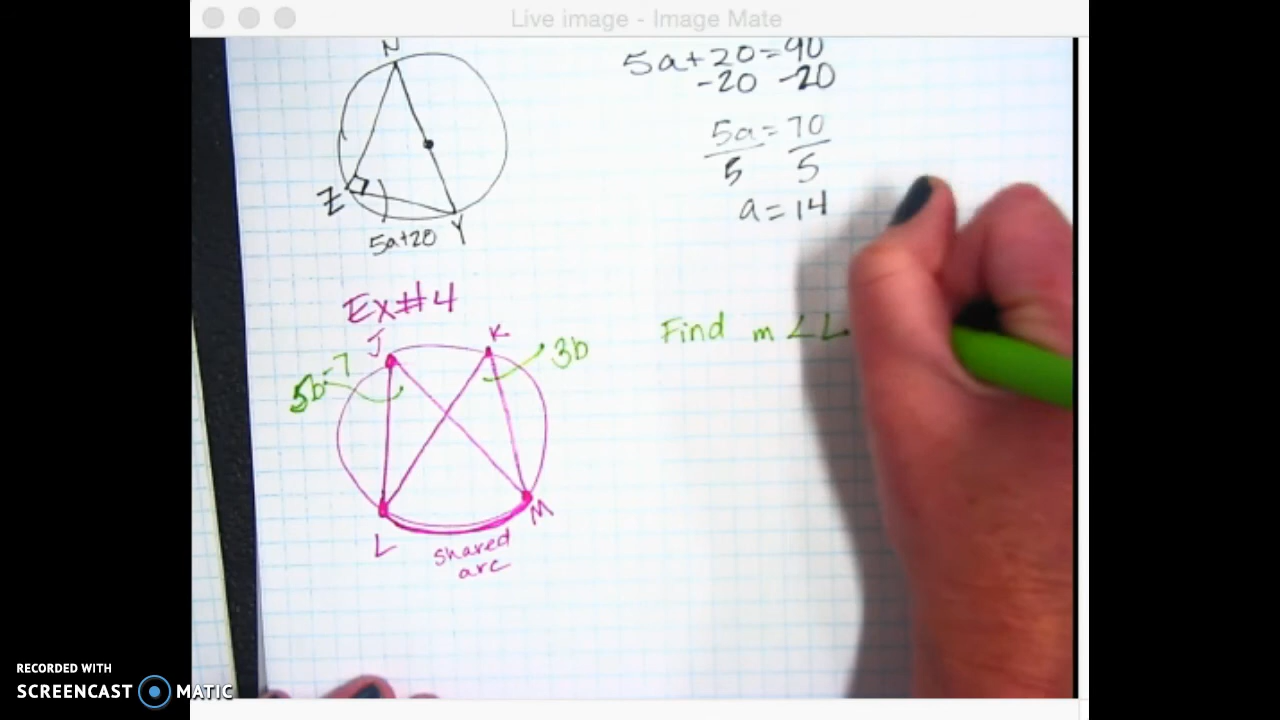 Live image - Image Mate
N
5a+20=90
-20 -20
5a=70
5 5
a=14
Z
Y
5a+20
Ex#4
J
K
5b-7
3b
Find m∠L
L
M
shared
arc
RECORDED WITH
SCREENCAST MATIC